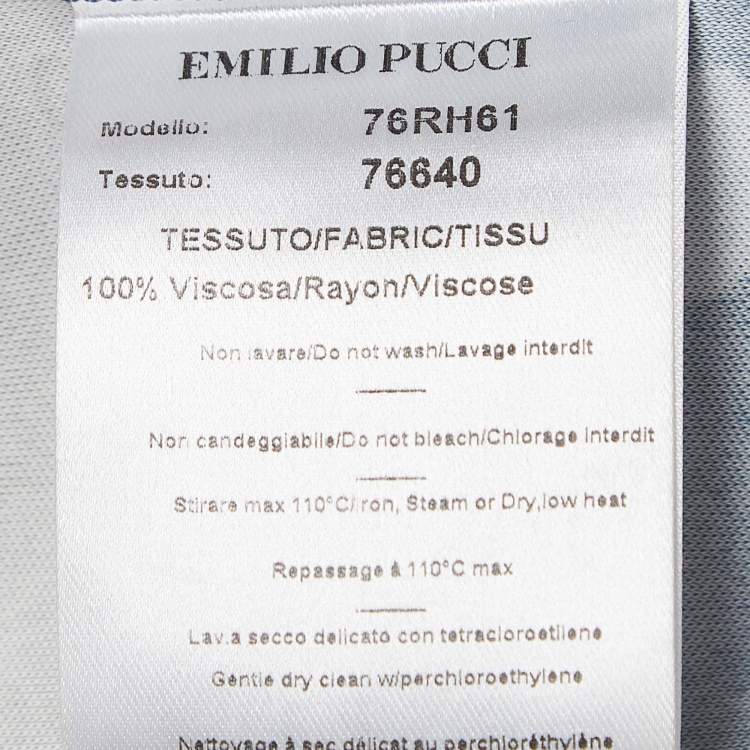 EMILIO PUCCI
Modello: 76RH61
Tessuto: 76640
TESSUTO/FABRIC/TISSU
100% Viscosa/Rayon/Viscose
Non lavare/Do not wash/Lavage interdit
Non candeggiabile/Do not bleach/Chlorage interdit
Stirare max 110°C/Iron, Steam or Dry,low heat
Repassage à 110°C max
Lav.a secco delicato con tetracloroetilene
Gentle dry clean w/perchloroethylene
Nettoyage à sec délicat au perchloréthylène